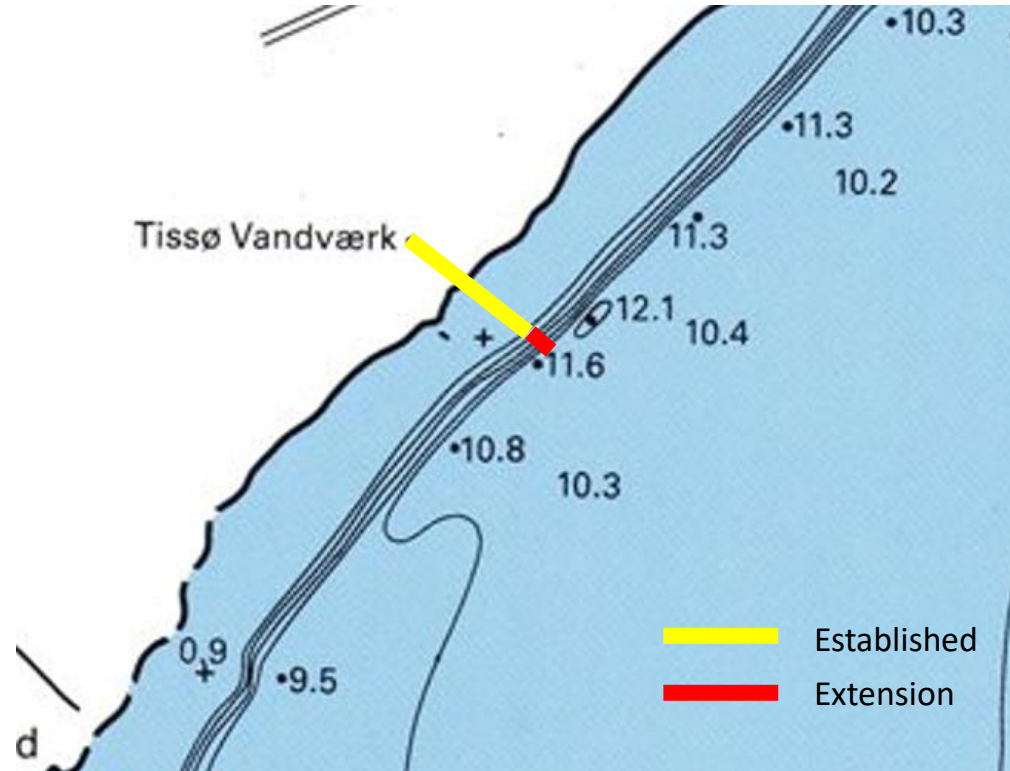 10.3
11.3
10.2
Tissø Vandværk
11.3
12.1
10.4
11.6
10.8
10.3
Established
0,9
9.5
Extension
d